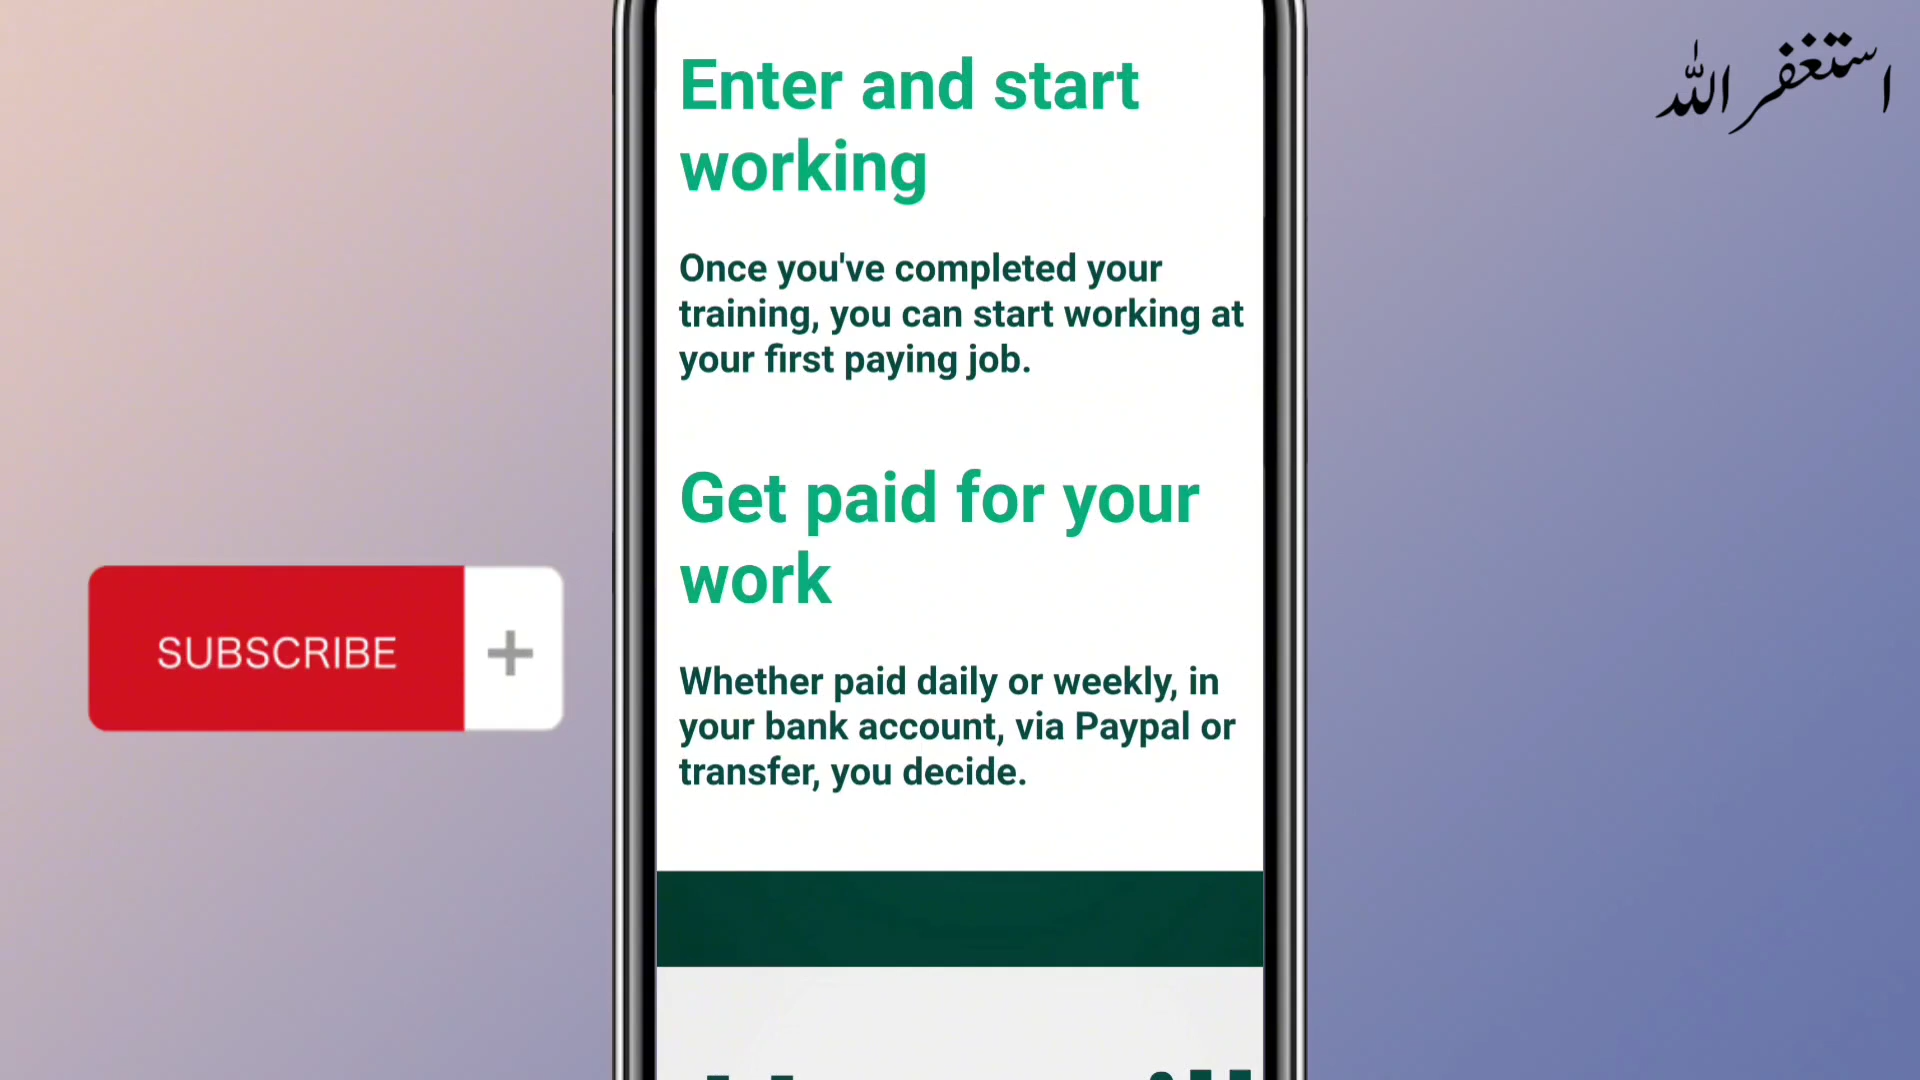 استغفر الله
Enter and start
working
Once you've completed your
training, you can start working at
your first paying job.
Get paid for your
work
Whether paid daily or weekly, in
your bank account, via Paypal or
transfer, you decide.
SUBSCRIBE
+